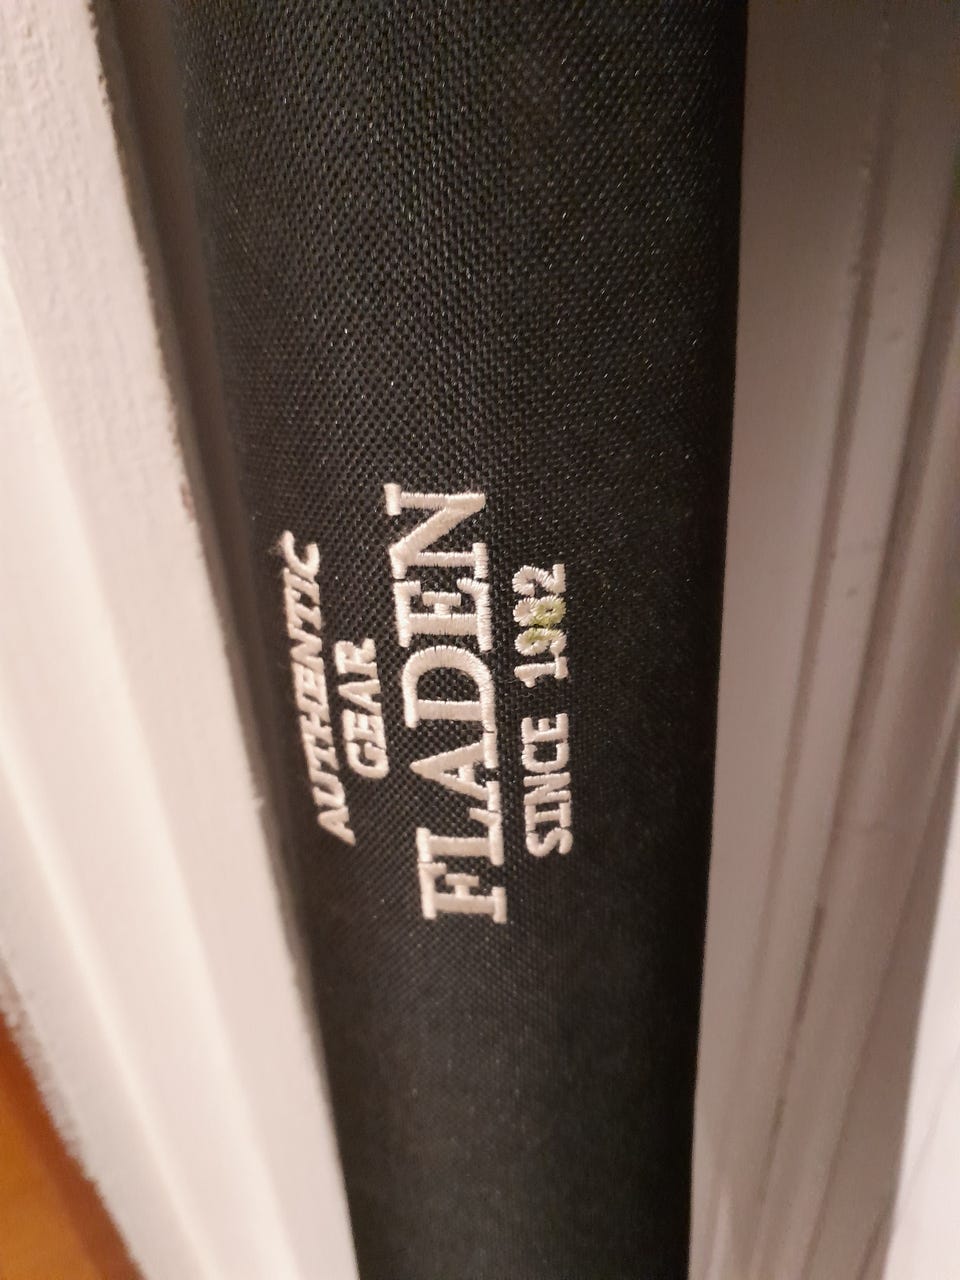 AUTHENTIC
GEAR
FLADEN
SINCE 1982